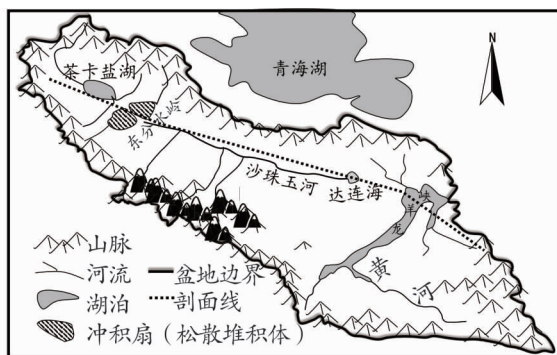 青海湖
N
茶卡盐湖
东分水岭
沙珠玉河
达连海
龙羊峡
黄河
山脉
河流
盆地边界
湖泊
剖面线
冲积扇（松散堆积体）